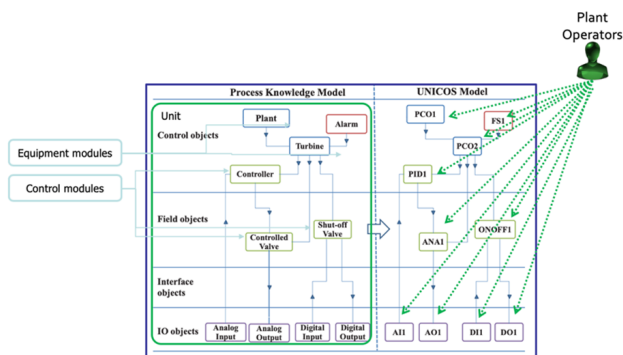 Plant
Operators
Process Knowledge Model
UNICOS Model
Unit
Plant
Alarm
PCO1
FS1
Control objects
Turbine
PCO2
Equipment modules
Controller
PID1
Control modules
Field objects
Shut-off
Valve
ONOFF1
Controlled
Valve
ANA1
Interface
objects
IO objects
Analog
Input
Analog
Output
Digital
Input
Digital
Output
AI1
AO1
DI1
DO1